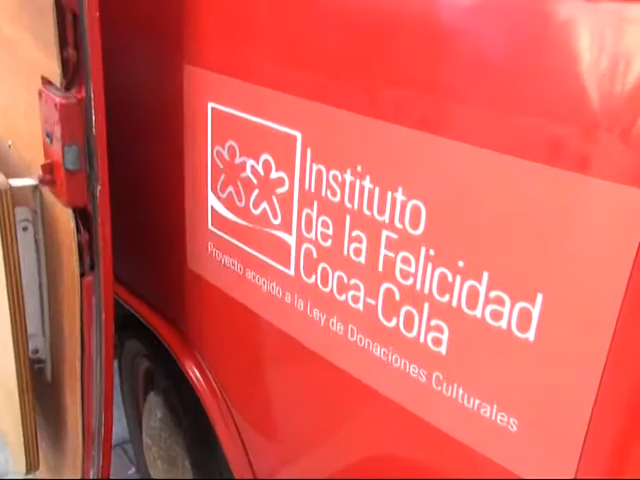 Instituto
de la Felicidad
Coca-Cola
Proyecto acogido a la Ley de Donaciones Culturales